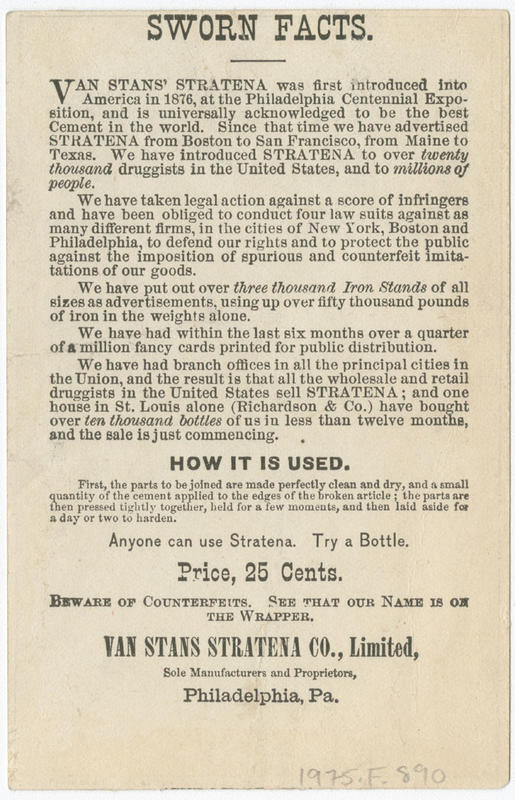 SWORN FACTS.
VAN STANS' STRATENA was first introduced into
America in 1876, at the Philadelphia Centennial Expo-
sition, and is universally acknowledged to be the best
Cement in the world. Since that time we have advertised
STRATENA from Boston to San Francisco, from Maine to
Texas. We have introduced STRATENA to over twenty
thousand druggists in the United States, and to millions of
people.
We have taken legal action against a score of infringers
and have been obliged to conduct four law suits against as
many different firms, in the cities of New York, Boston and
Philadelphia, to defend our rights and to protect the public
against the imposition of spurious and counterfeit imita-
tations of our goods.
We have put out over three thousand Iron Stands of all
sizes as advertisements, using up over fifty thousand pounds
of iron in the weights alone.
We have had within the last six months over a quarter
of a million fancy cards printed for public distribution.
We have had branch offices in all the principal cities in
the Union, and the result is that all the wholesale and retail
druggists in the United States sell STRATENA; and one
house in St. Louis alone (Richardson & Co.) have bought
over ten thousand bottles of us in less than twelve months,
and the sale is just commencing.
HOW IT IS USED.
First, the parts to be joined are made perfectly clean and dry, and a small
quantity of the cement applied to the edges of the broken article; the parts are
then pressed tightly together, held for a few moments, and then laid aside for
a day or two to harden.
Anyone can use Stratena. Try a Bottle.
Price, 25 Cents.
BEWARE OF COUNTERFEITS. SEE THAT OUR NAME IS ON
THE WRAPPER.
VAN STANS STRATENA CO., Limited,
Sole Manufacturers and Proprietors,
Philadelphia, Pa.
1975.F.890